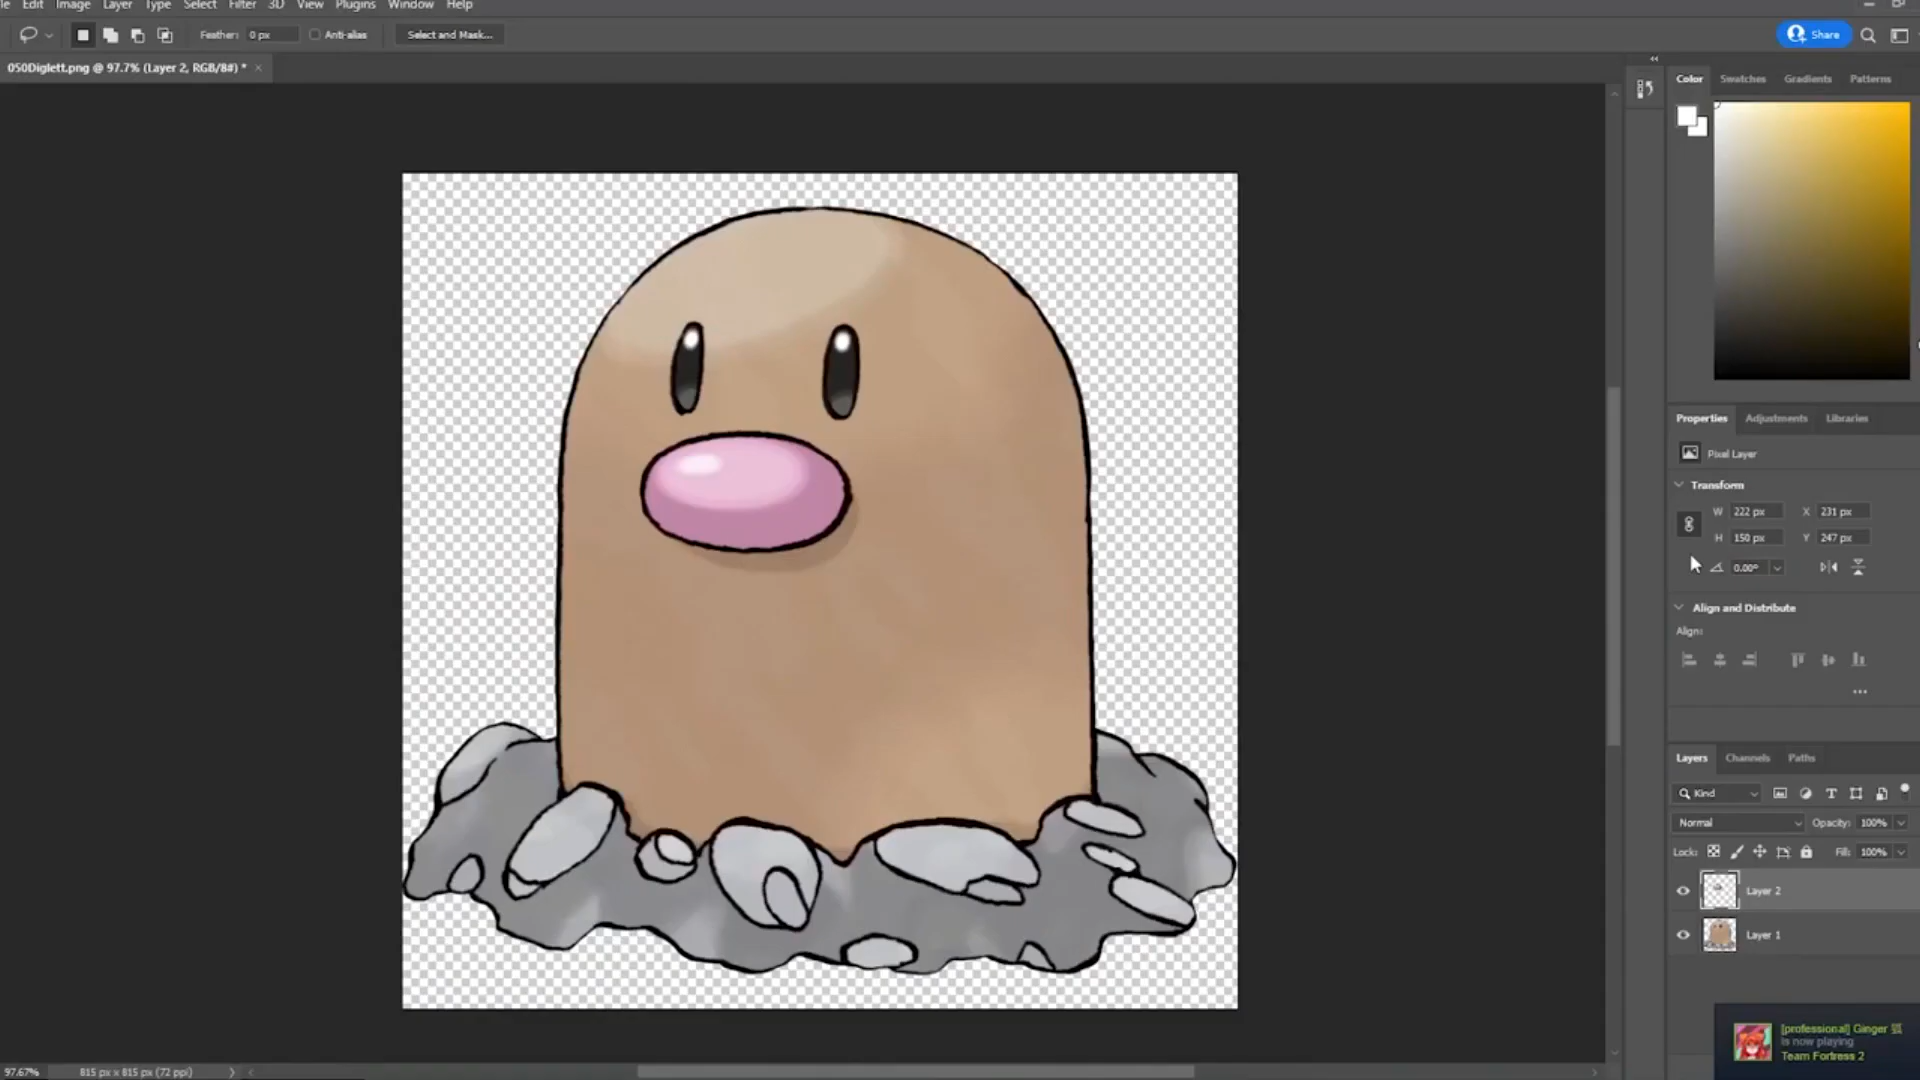 Edit Image Layer Type Select Filter 3D View Plugins Window Help
Feather: 0 px Anti-alias Select and Mask... Share
050Diglett.png @ 97.7% (Layer 2, RGB/8#) * ×
Color Swatches Gradients Patterns
Properties Adjustments Libraries
Pixel Layer
Transform
W 222 px X 231 px
H 150 px Y 247 px
0.00°
Align and Distribute
Align:
Layers Channels Paths
Kind
Normal Opacity: 100%
Lock: Fill: 100%
Layer 2
Layer 1
[professional] Ginger 狐
is now playing
Team Fortress 2
97.67% 815 px x 815 px (72 ppi)